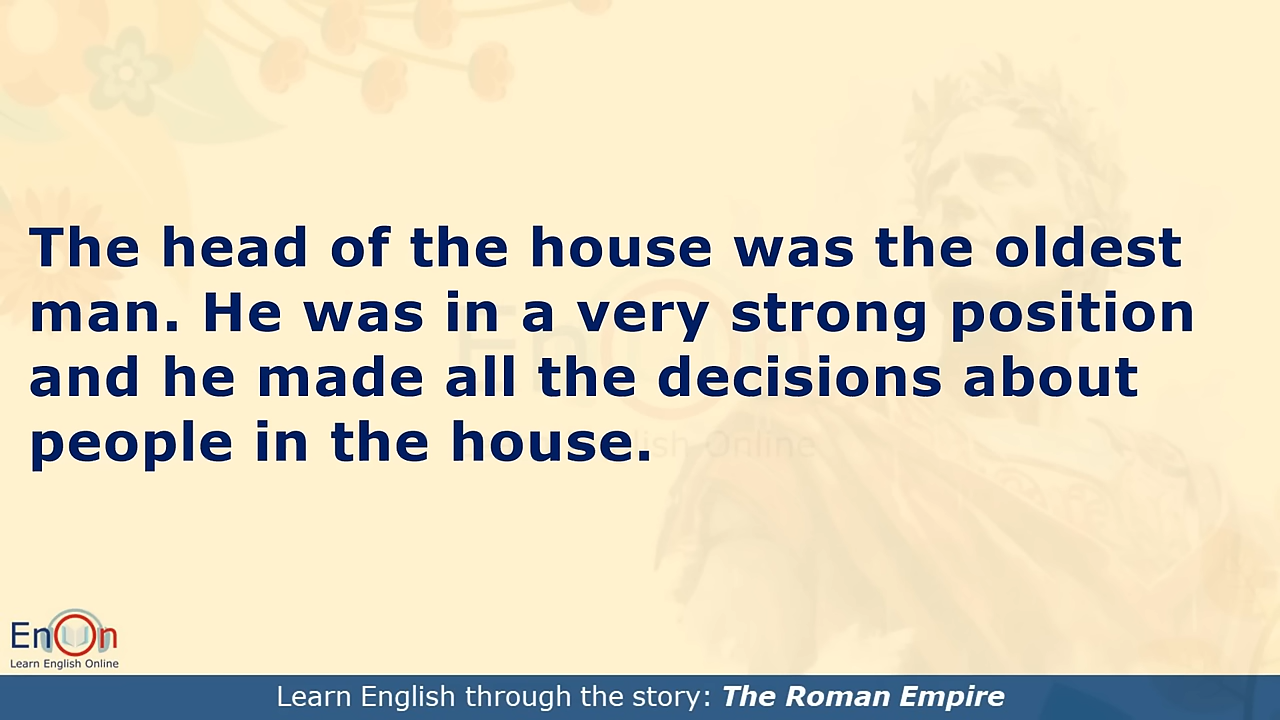 The head of the house was the oldest
man. He was in a very strong position
and he made all the decisions about
people in the house.
EnOn
Learn English Online
Learn English through the story: The Roman Empire